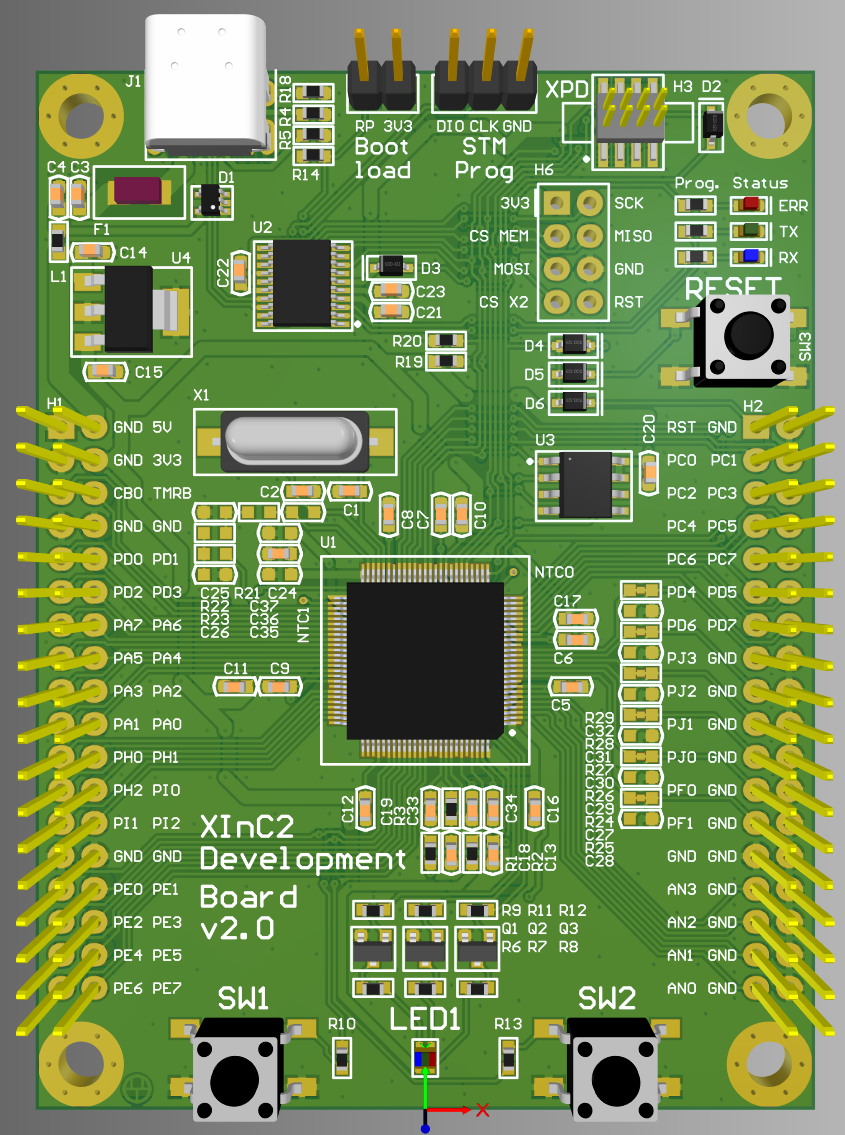 J1
R18
R4
R5
R14
RP 3V3
Boot
load
DIO CLK GND
STM
Prog
XPD
H3
D2
C4 C3
F1
D1
L1
C14
U4
C15
U2
C22
D3
C23
C21
R20
R19
H6
3V3 SCK
CS MEM MISO
MOSI GND
CS X2 RST
Prog. Status
ERR
TX
RX
RESET
SW3
D4
D5
D6
U3
C20
X1
C2
C1
C8
C7
C10
H1
GND 5V
GND 3V3
CB0 TMRB
GND GND
PD0 PD1
PD2 PD3
PA7 PA6
PA5 PA4
PA3 PA2
PA1 PA0
PH0 PH1
PH2 PI0
PI1 PI2
GND GND
PE0 PE1
PE2 PE3
PE4 PE5
PE6 PE7
H2
RST GND
PC0 PC1
PC2 PC3
PC4 PC5
PC6 PC7
PD4 PD5
PD6 PD7
PJ3 GND
PJ2 GND
PJ1 GND
PJ0 GND
PF0 GND
PF1 GND
GND GND
AN3 GND
AN2 GND
AN1 GND
AN0 GND
C25 R21 C24
R22 C37
R23 C36
C26 C35
U1
NTC0
NTC1
C17
C6
C5
C11
C9
R29
C32
R28
C31
R27
C30
R26
C29
R24
C27
R25
C28
C12
C19
R3
C33
C34
C16
R1
C18
R2
C13
XInC2
Development
Board
v2.0
R9 R11 R12
Q1 Q2 Q3
R6 R7 R8
SW1
SW2
LED1
R10
R13
X